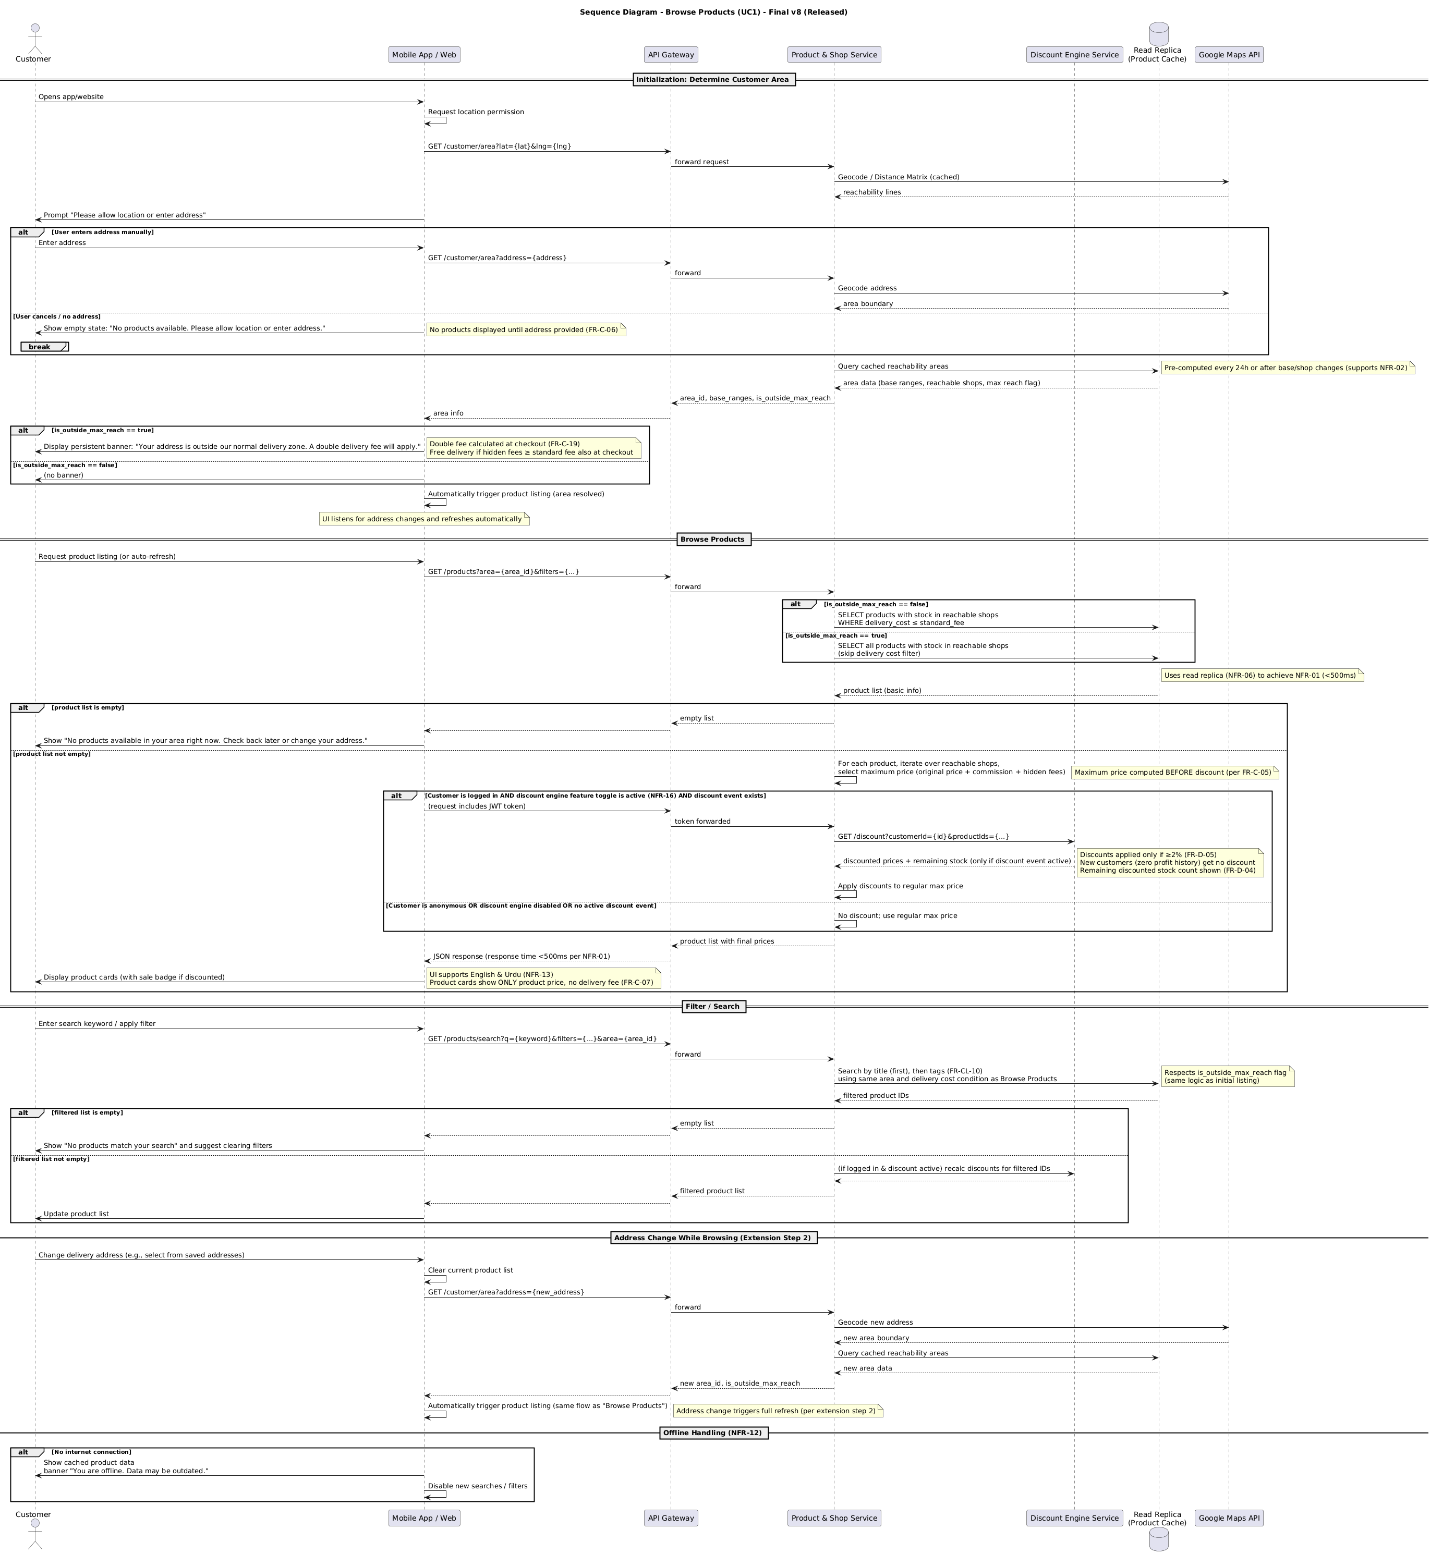 Sequence Diagram - Browse Products (UC1) - Final v8 (Released)
Customer
Mobile App / Web
API Gateway
Product & Shop Service
Discount Engine Service
Read Replica
(Product Cache)
Google Maps API
Initialization: Determine Customer Area
Opens app/website
Request location permission
GET /customer/area?lat={lat}&lng={lng}
forward request
Geocode / Distance Matrix (cached)
reachability lines
Prompt "Please allow location or enter address"
alt [User enters address manually]
Enter address
GET /customer/area?address={address}
forward
Geocode address
area boundary
[User cancels / no address]
Show empty state: "No products available. Please allow location or enter address."
No products displayed until address provided (FR-C-06)
break
Query cached reachability areas
Pre-computed every 24h or after base/shop changes (supports NFR-02)
area data (base ranges, reachable shops, max reach flag)
area_id, base_ranges, is_outside_max_reach
area info
alt [is_outside_max_reach == true]
Display persistent banner: "Your address is outside our normal delivery zone. A double delivery fee will apply."
Double fee calculated at checkout (FR-C-19)
Free delivery if hidden fees ≥ standard fee also at checkout
[is_outside_max_reach == false]
(no banner)
Automatically trigger product listing (area resolved)
UI listens for address changes and refreshes automatically
Browse Products
Request product listing (or auto-refresh)
GET /products?area={area_id}&filters={...}
forward
alt [is_outside_max_reach == false]
SELECT products with stock in reachable shops
WHERE delivery_cost ≤ standard_fee
[is_outside_max_reach == true]
SELECT all products with stock in reachable shops
(skip delivery cost filter)
Uses read replica (NFR-06) to achieve NFR-01 (<500ms)
product list (basic info)
alt [product list is empty]
empty list
Show "No products available in your area right now. Check back later or change your address."
[product list not empty]
For each product, iterate over reachable shops,
select maximum price (original price + commission + hidden fees)
Maximum price computed BEFORE discount (per FR-C-05)
alt [Customer is logged in AND discount engine feature toggle is active (NFR-16) AND discount event exists]
(request includes JWT token)
token forwarded
GET /discount?customerId={id}&productIds={...}
discounted prices + remaining stock (only if discount event active)
Discounts applied only if ≥2% (FR-D-05)
New customers (zero profit history) get no discount
Remaining discounted stock count shown (FR-D-04)
Apply discounts to regular max price
[Customer is anonymous OR discount engine disabled OR no active discount event]
No discount; use regular max price
product list with final prices
JSON response (response time <500ms per NFR-01)
Display product cards (with sale badge if discounted)
UI supports English & Urdu (NFR-13)
Product cards show ONLY product price, no delivery fee (FR-C-07)
Filter / Search
Enter search keyword / apply filter
GET /products/search?q={keyword}&filters={...}&area={area_id}
forward
Search by title (first), then tags (FR-CL-10)
using same area and delivery cost condition as Browse Products
Respects is_outside_max_reach flag
(same logic as initial listing)
filtered product IDs
alt [filtered list is empty]
empty list
Show "No products match your search" and suggest clearing filters
[filtered list not empty]
(if logged in & discount active) recalc discounts for filtered IDs
filtered product list
Update product list
Address Change While Browsing (Extension Step 2)
Change delivery address (e.g., select from saved addresses)
Clear current product list
GET /customer/area?address={new_address}
forward
Geocode new address
new area boundary
Query cached reachability areas
new area data
new area_id, is_outside_max_reach
Automatically trigger product listing (same flow as "Browse Products")
Address change triggers full refresh (per extension step 2)
Offline Handling (NFR-12)
alt [No internet connection]
Show cached product data
banner "You are offline. Data may be outdated."
Disable new searches / filters
Customer
Mobile App / Web
API Gateway
Product & Shop Service
Discount Engine Service
Read Replica
(Product Cache)
Google Maps API